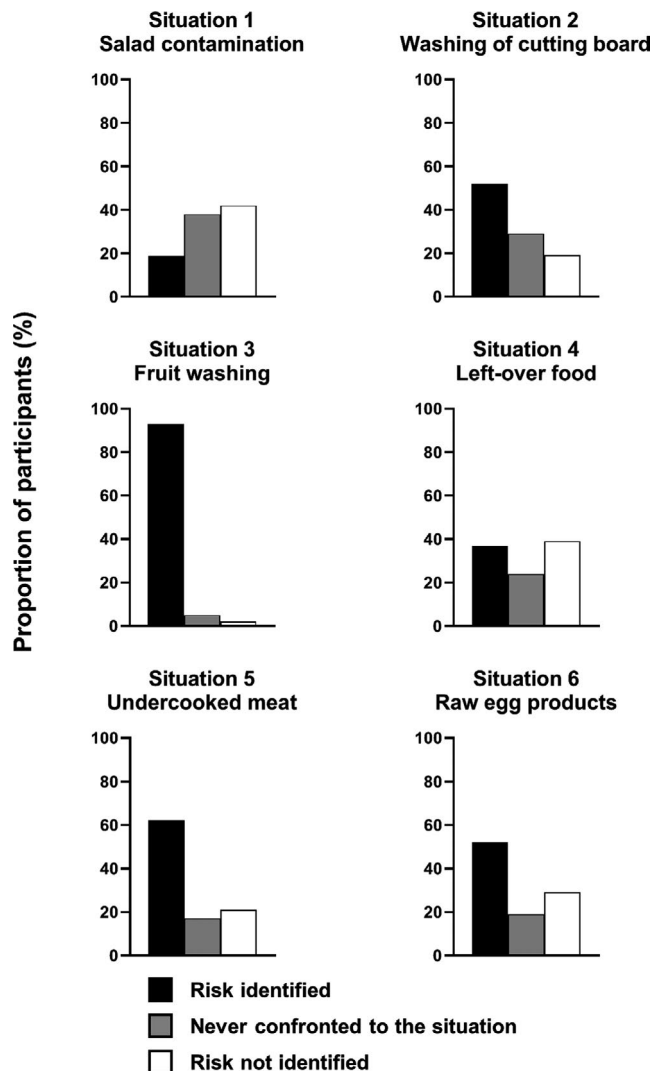 Situation 1
Salad contamination
100
80
60
40
20
0
Situation 2
Washing of cutting board
100
80
60
40
20
0
Proportion of participants (%)
Situation 3
Fruit washing
100
80
60
40
20
0
Situation 4
Left-over food
100
80
60
40
20
0
Situation 5
Undercooked meat
100
80
60
40
20
0
Situation 6
Raw egg products
100
80
60
40
20
0
Risk identified
Never confronted to the situation
Risk not identified